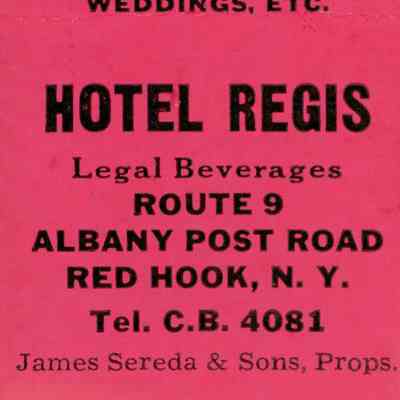 WEDDINGS, ETC.
HOTEL REGIS
Legal Beverages
ROUTE 9
ALBANY POST ROAD
RED HOOK, N. Y.
Tel. C.B. 4081
James Sereda & Sons, Props.